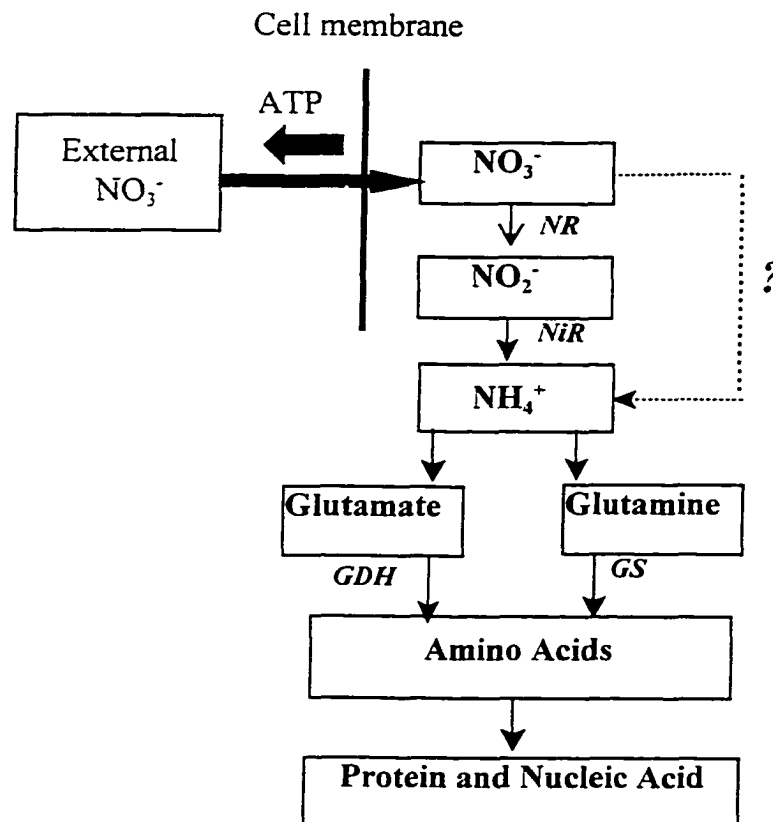 Cell membrane
ATP
External
NO₃⁻
NO₃⁻
NR
NO₂⁻
?
NiR
NH₄⁺
Glutamate
Glutamine
GDH
GS
Amino Acids
Protein and Nucleic Acid